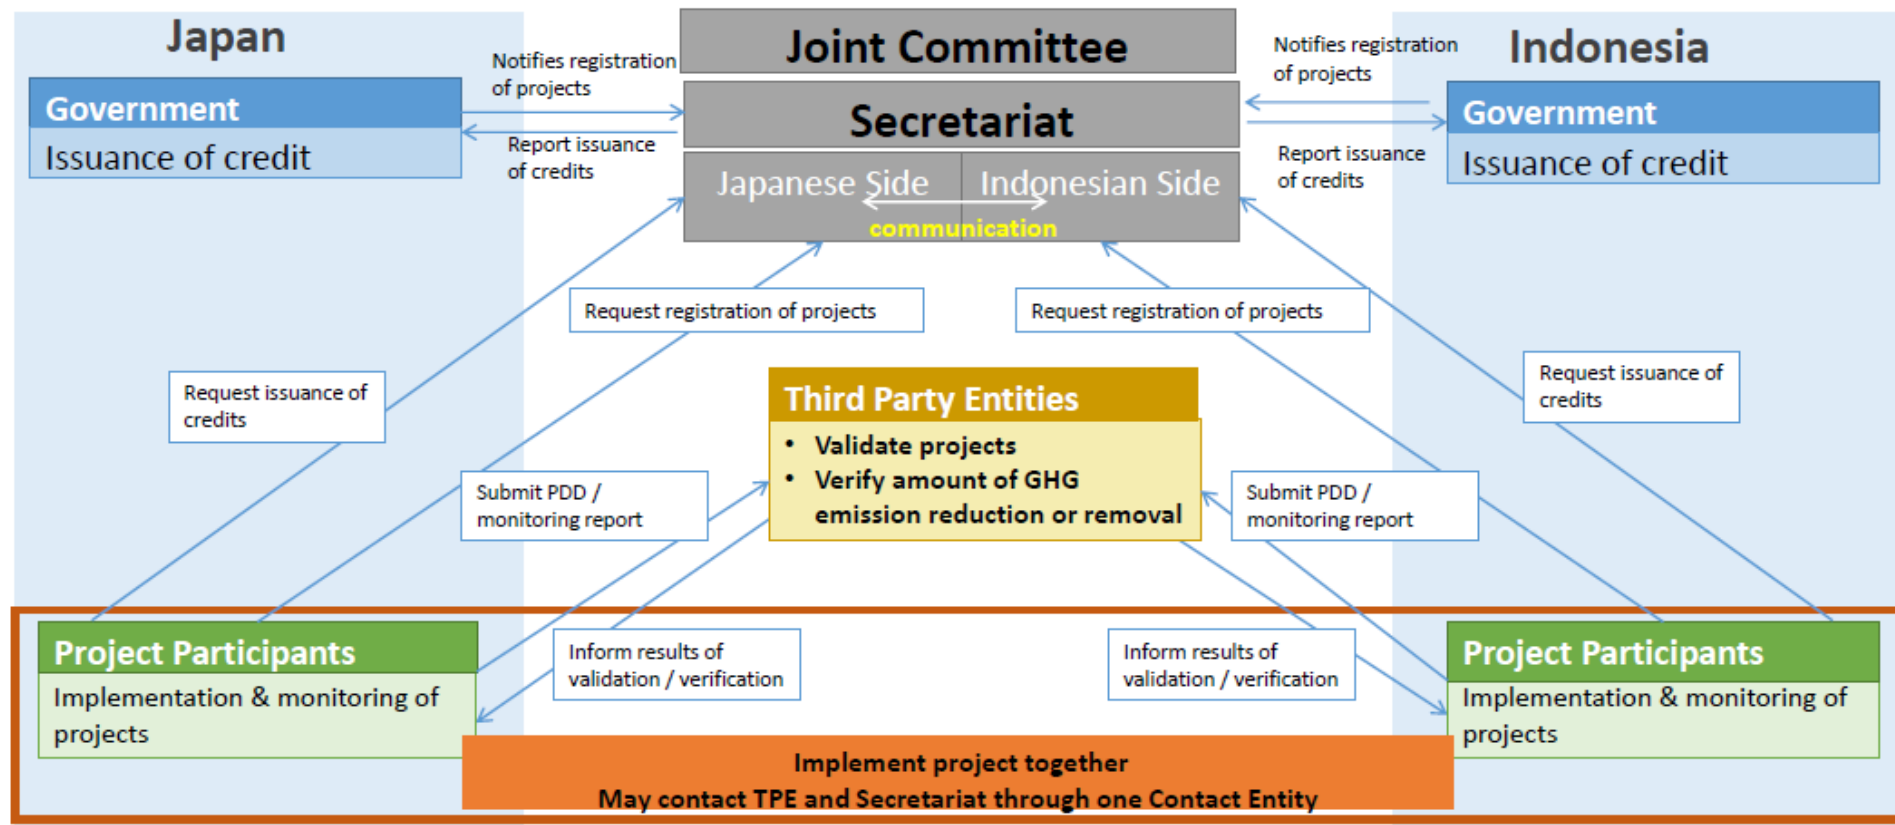 Japan
Joint Committee
Indonesia
Notifies registration
of projects
Notifies registration
of projects
Government
Issuance of credit
Secretariat
Government
Issuance of credit
Report issuance
of credits
Report issuance
of credits
Japanese Side
Indonesian Side
communication
Request registration of projects
Request registration of projects
Request issuance of
credits
Request issuance of
credits
Third Party Entities
• Validate projects
• Verify amount of GHG
emission reduction or removal
Submit PDD /
monitoring report
Submit PDD /
monitoring report
Project Participants
Implementation & monitoring of
projects
Inform results of
validation / verification
Inform results of
validation / verification
Project Participants
Implementation & monitoring of
projects
Implement project together
May contact TPE and Secretariat through one Contact Entity